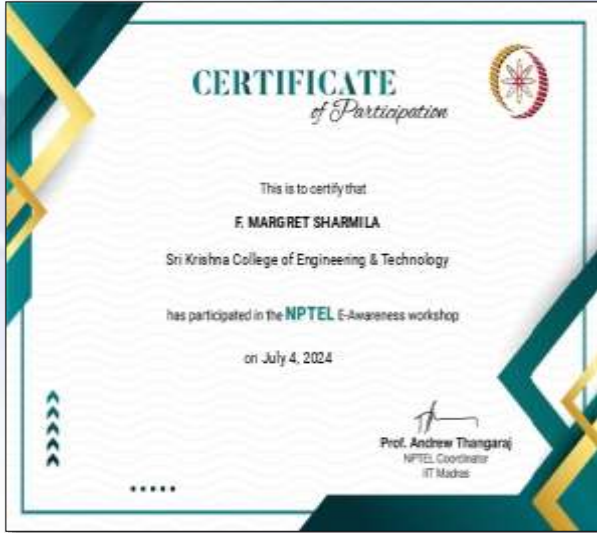 CERTIFICATE
of Participation
This is to certify that
F. MARGRET SHARMILA
Sri Krishna College of Engineering & Technology
has participated in the NPTEL E-Awareness workshop
on July 4, 2024
Prof. Andrew Thangaraj
NPTEL Coordinator
IIT Madras